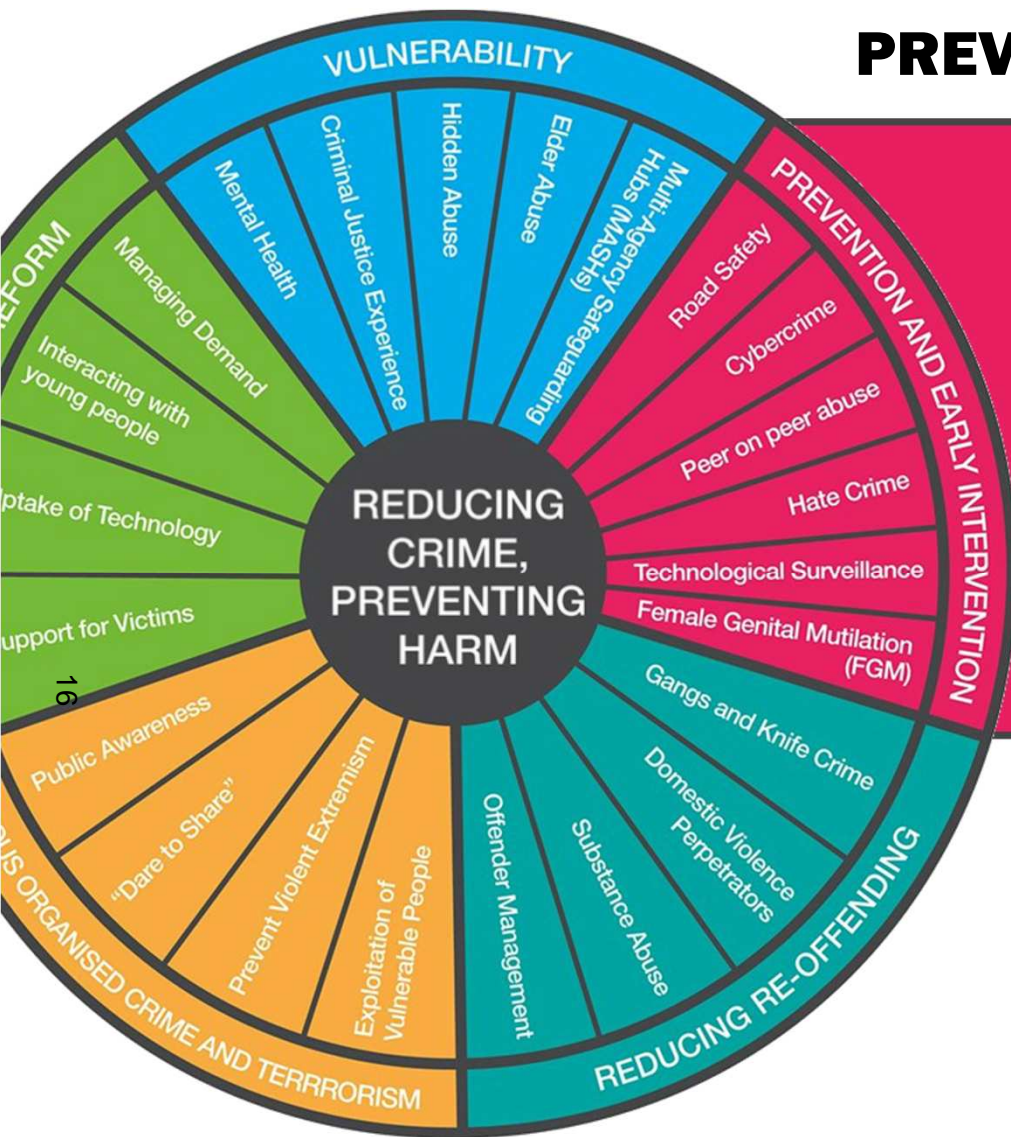 PREV
VULNERABILITY
Mental Health
Criminal Justice Experience
Hidden Abuse
Elder Abuse
Multi-Agency Safeguarding
Hubs (MASHs)
PREVENTION AND EARLY INTERVENTION
Road Safety
Cybercrime
Peer on peer abuse
Hate Crime
Technological Surveillance
Female Genital Mutilation
(FGM)
REDUCING RE-OFFENDING
Gangs and Knife Crime
Domestic Violence
Perpetrators
Substance Abuse
Offender Management
US ORGANISED CRIME AND TERRRORISM
Exploitation of
Vulnerable People
Prevent Violent Extremism
"Dare to Share"
Public Awareness
EFORM
upport for Victims
ptake of Technology
Interacting with
young people
Managing Demand
REDUCING
CRIME,
PREVENTING
HARM
16